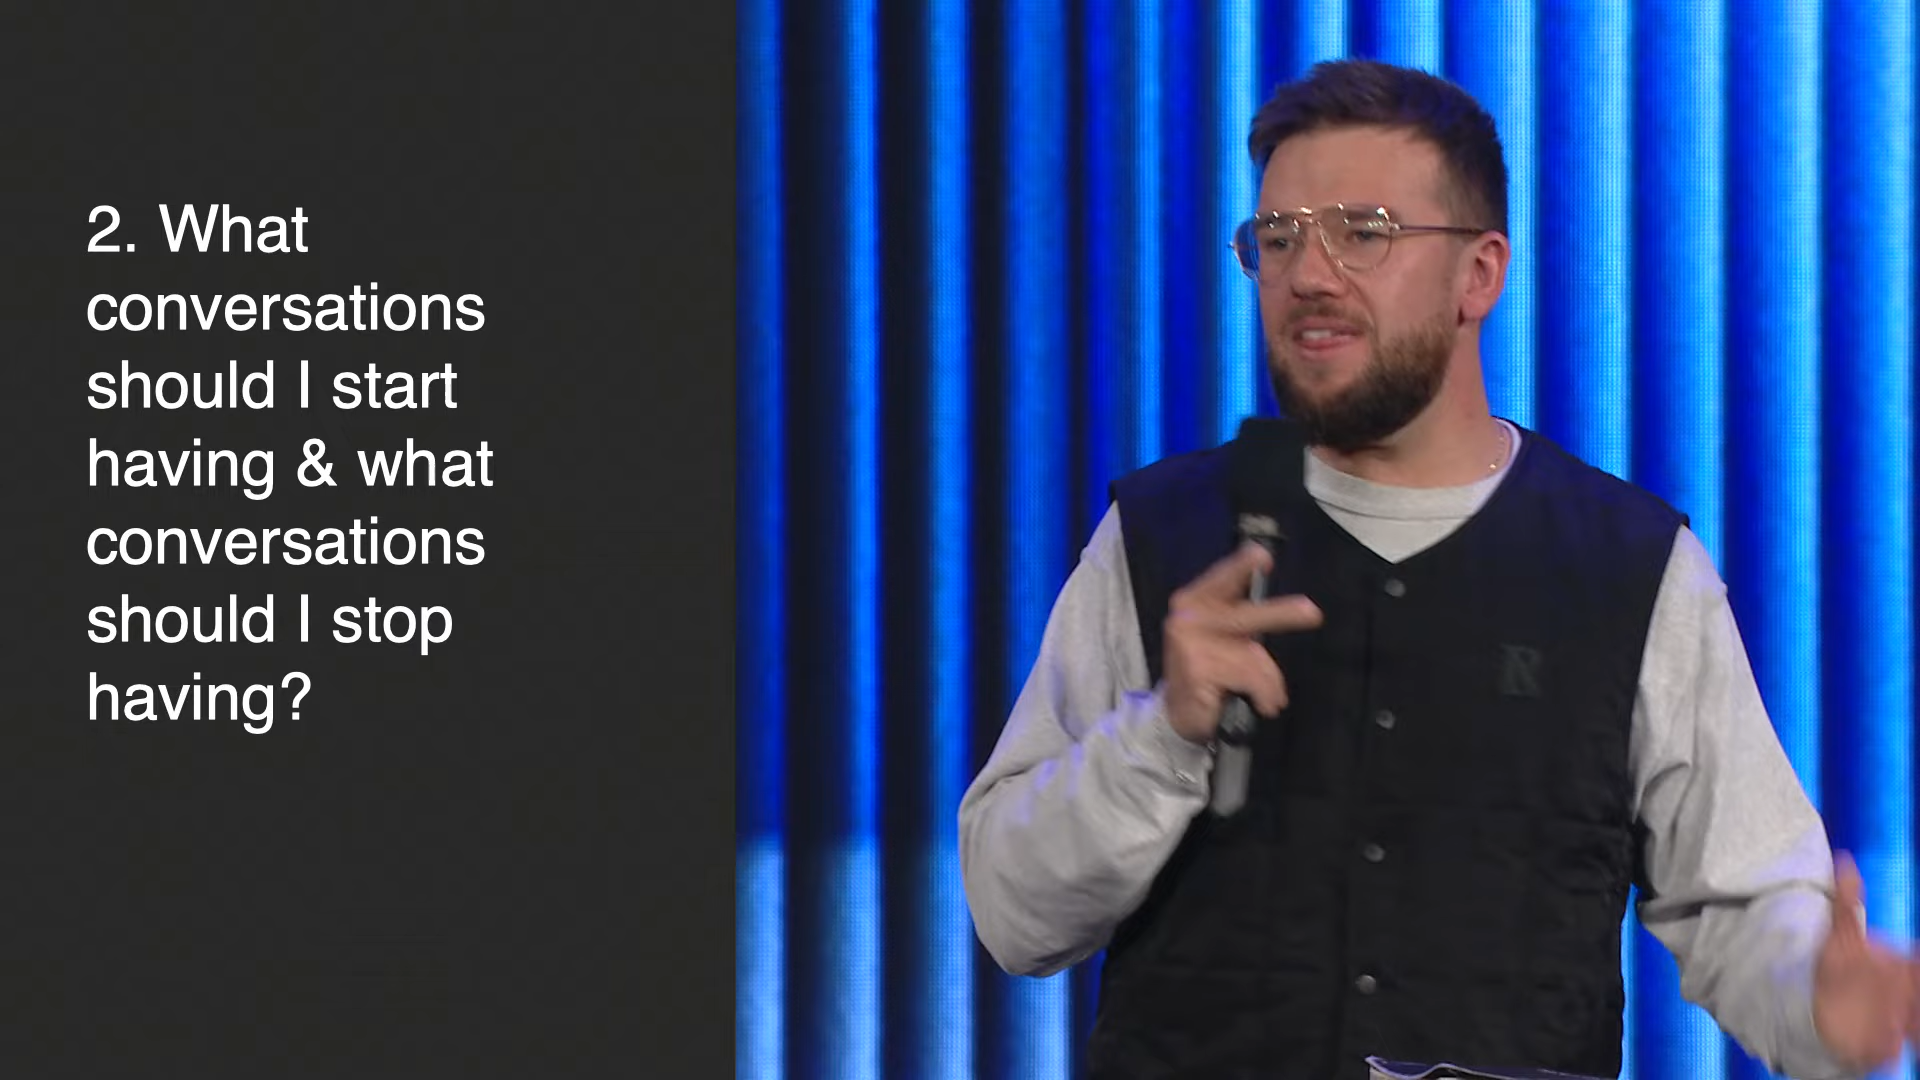 2. What
conversations
should I start
having & what
conversations
should I stop
having?
R